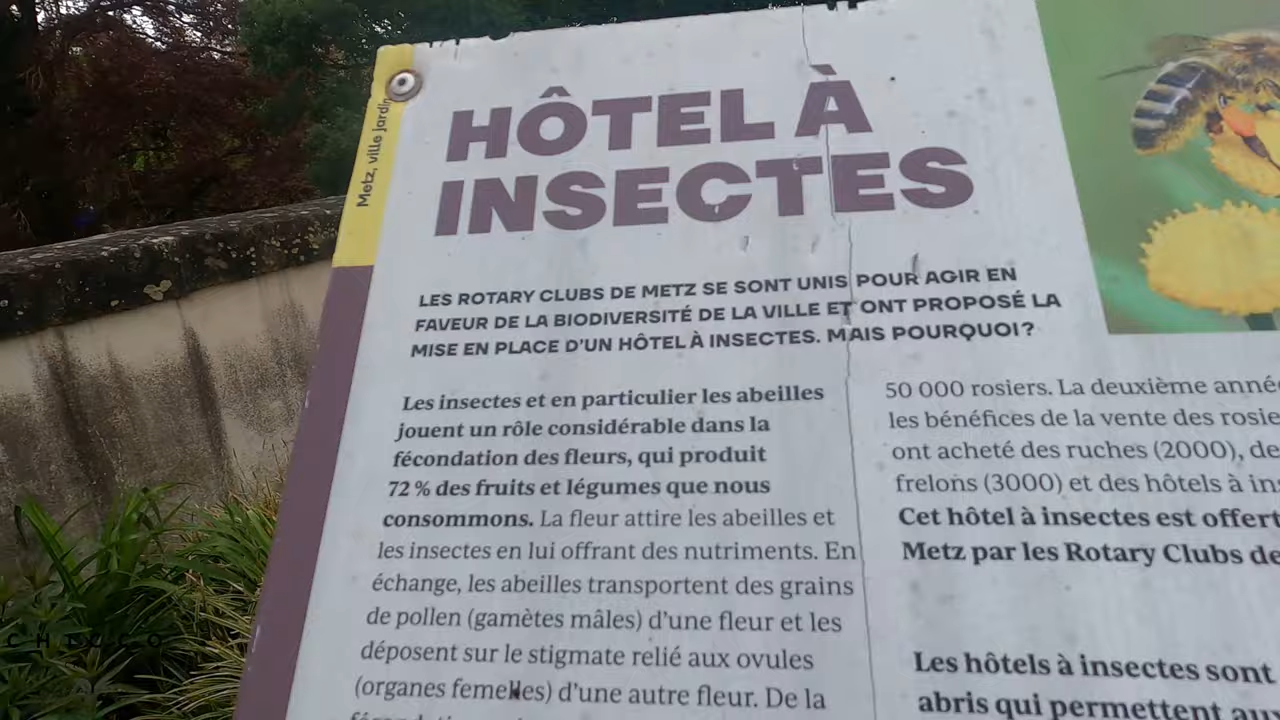 Metz, ville jardin
HÔTEL À
INSECTES
LES ROTARY CLUBS DE METZ SE SONT UNIS POUR AGIR EN
FAVEUR DE LA BIODIVERSITÉ DE LA VILLE ET ONT PROPOSÉ LA
MISE EN PLACE D'UN HÔTEL À INSECTES. MAIS POURQUOI ?
Les insectes et en particulier les abeilles
jouent un rôle considérable dans la
fécondation des fleurs, qui produit
72 % des fruits et légumes que nous
consommons. La fleur attire les abeilles et
les insectes en lui offrant des nutriments. En
échange, les abeilles transportent des grains
de pollen (gamètes mâles) d'une fleur et les
déposent sur le stigmate relié aux ovules
(organes femelles) d'une autre fleur. De la
50 000 rosiers. La deuxième anné
les bénéfices de la vente des rosie
ont acheté des ruches (2000), de
frelons (3000) et des hôtels à in
Cet hôtel à insectes est offert
Metz par les Rotary Clubs de
Les hôtels à insectes sont
abris qui permettent aux